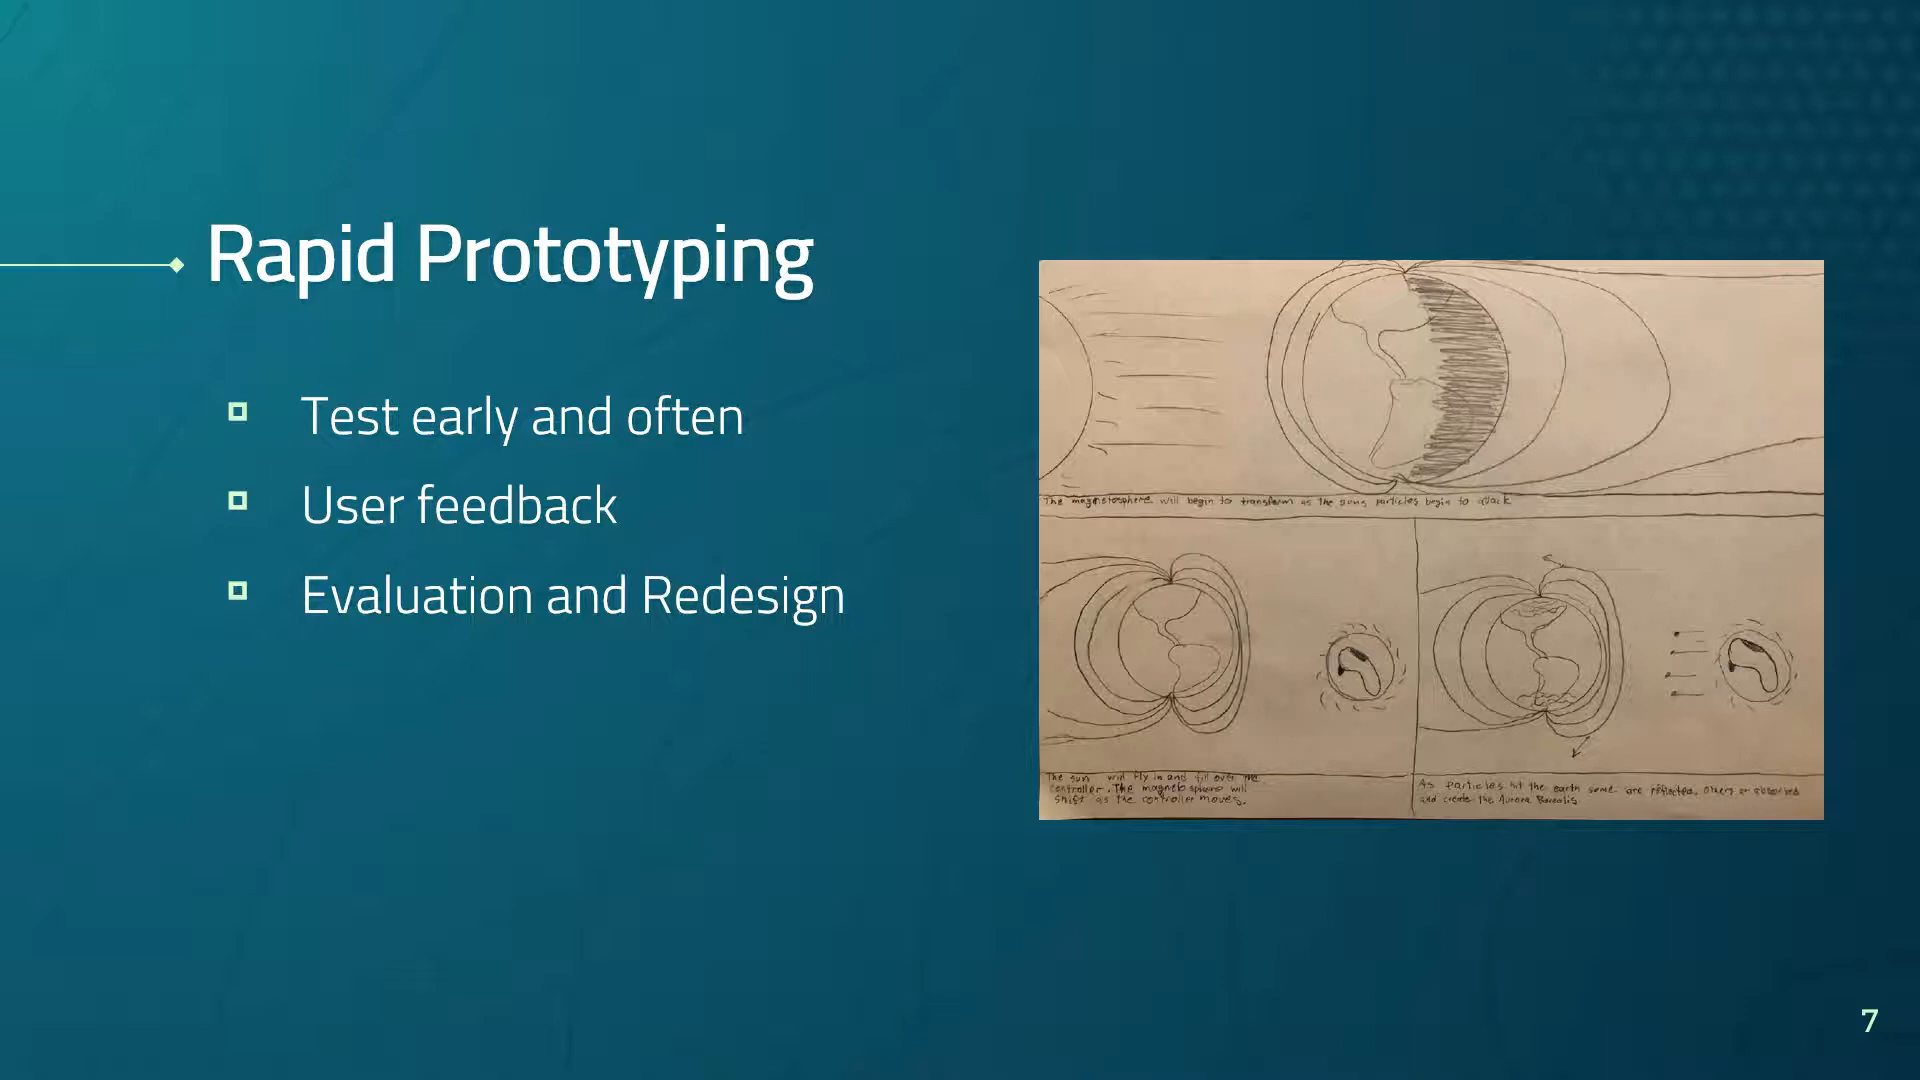 Rapid Prototyping
Test early and often
User feedback
Evaluation and Redesign
The magnetosphere will begin to transform as the suns particles begin to attack
The sun will fly in and fill over the
controller. The magnetosphere will
shift as the controller moves.
As particles hit the earth some are reflected, others or absorbed
and create the Aurora Borealis
7